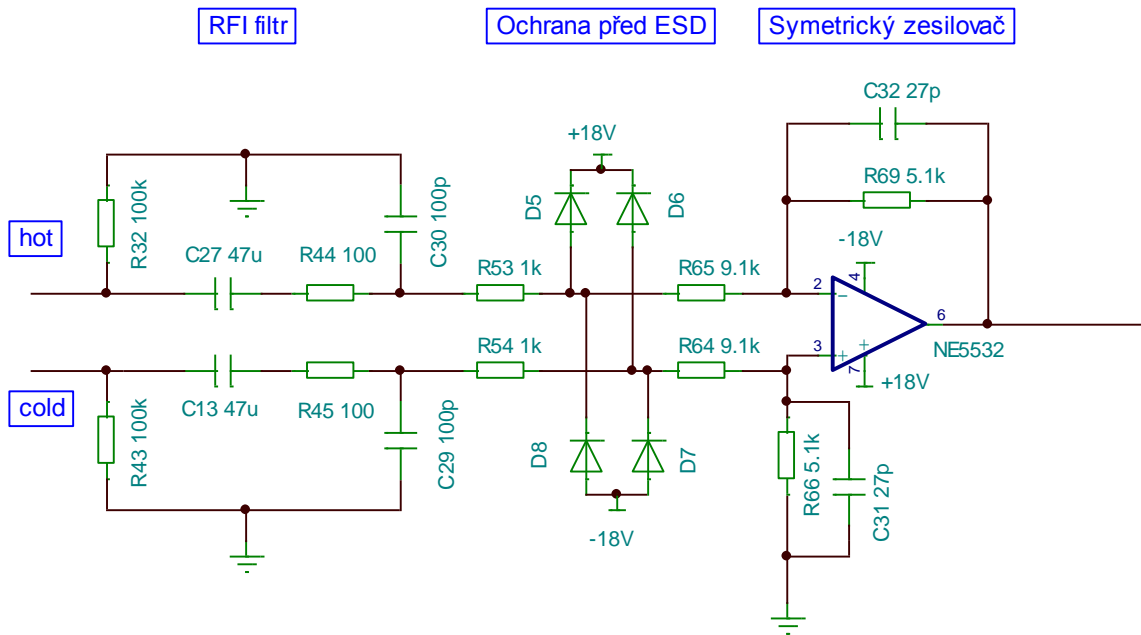 RFI filtr
Ochrana před ESD
Symetrický zesilovač
C32 27p
+18V
R69 5.1k
R32 100k
C30 100p
D5
D6
-18V
hot
C27 47u
R44 100
R53 1k
R65 9.1k
4
2
6
R54 1k
R64 9.1k
3
NE5532
7
+18V
cold
C13 47u
R45 100
R43 100k
C29 100p
D8
D7
R66 5.1k
C31 27p
-18V